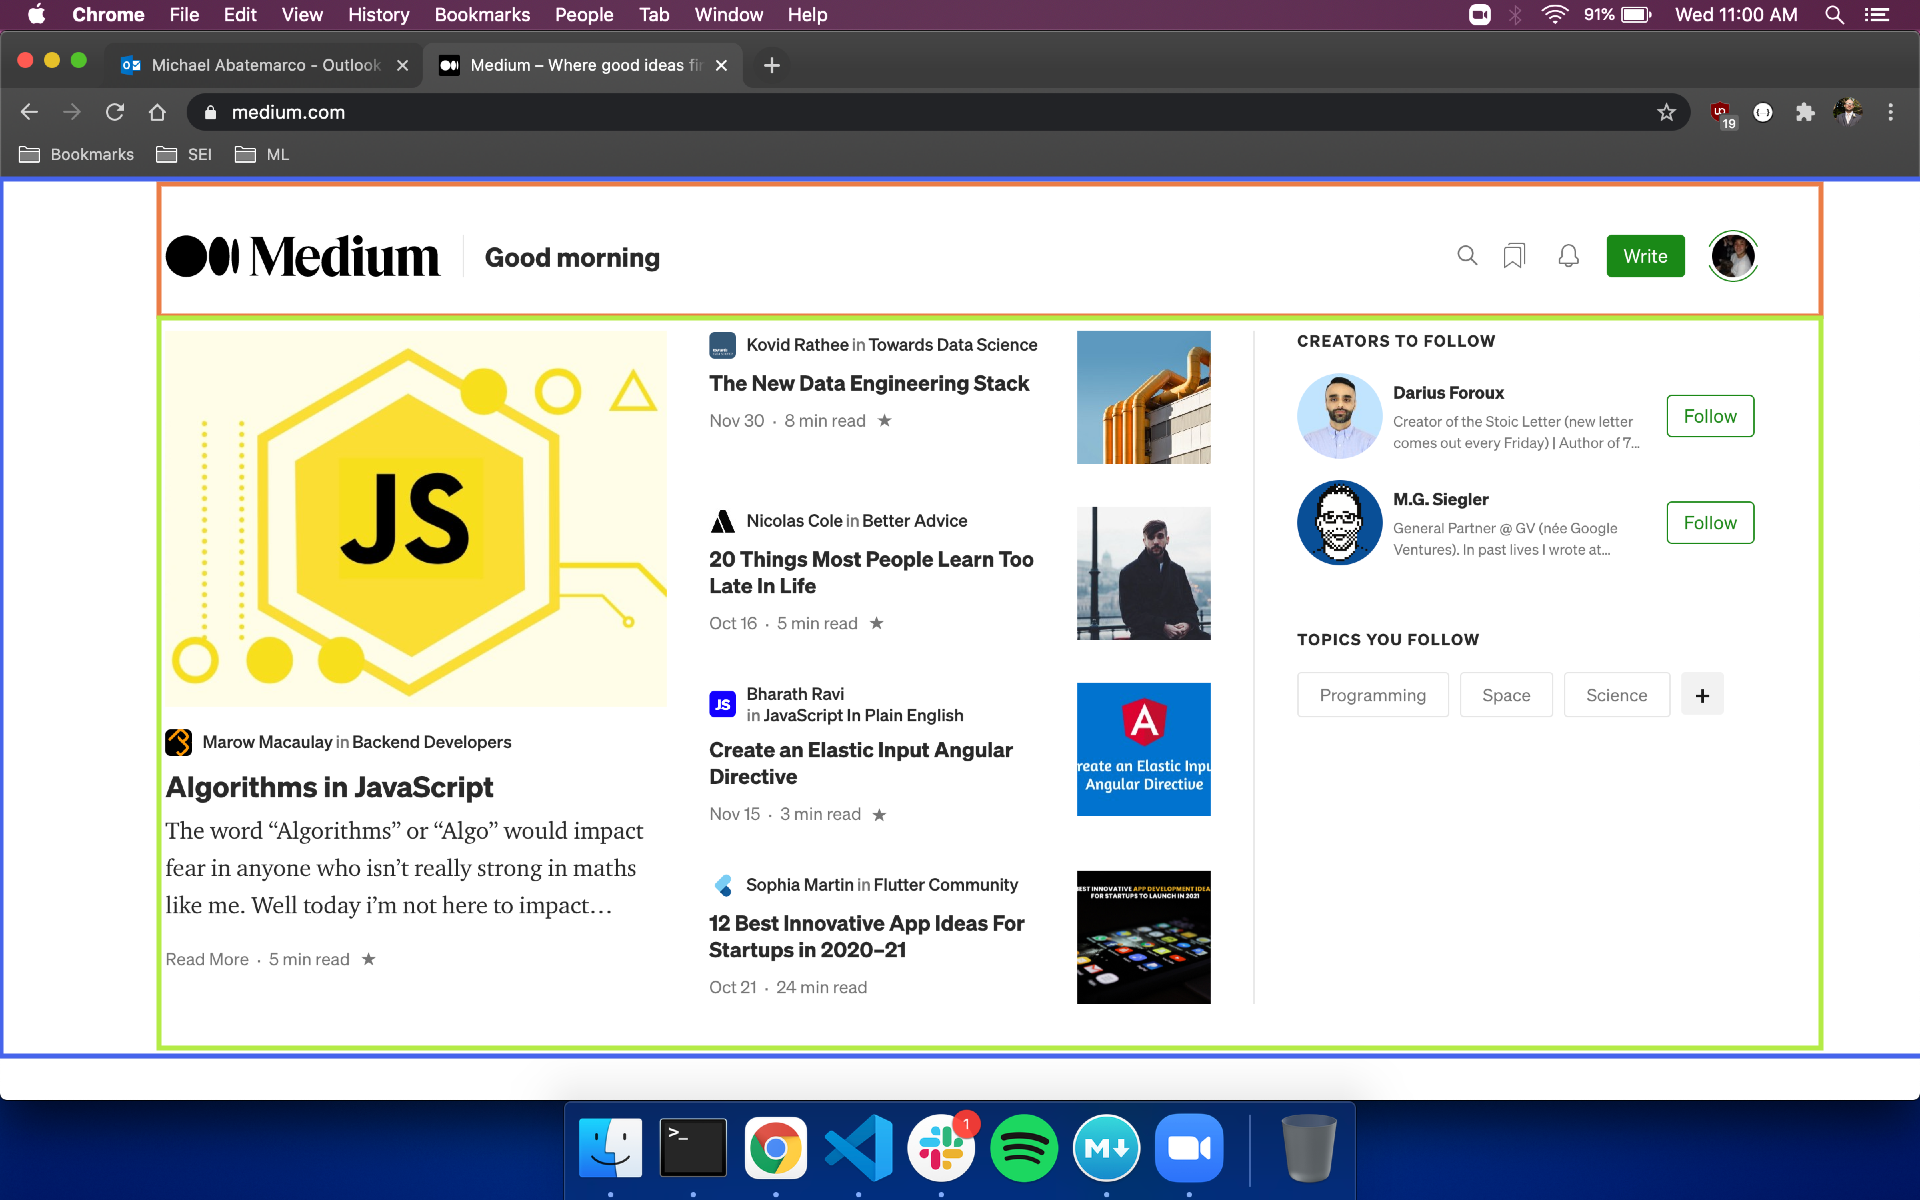 Chrome File Edit View History Bookmarks People Tab Window Help
91% Wed 11:00 AM
Michael Abatemarco - Outlook
Medium – Where good ideas fin
medium.com
19
Bookmarks SEI ML
Medium Good morning
Write
JS
Marow Macaulay in Backend Developers
Algorithms in JavaScript
The word “Algorithms” or “Algo” would impact
fear in anyone who isn’t really strong in maths
like me. Well today i’m not here to impact…
Read More · 5 min read ★
Kovid Rathee in Towards Data Science
The New Data Engineering Stack
Nov 30 · 8 min read ★
Nicolas Cole in Better Advice
20 Things Most People Learn Too
Late In Life
Oct 16 · 5 min read ★
JS
Bharath Ravi
in JavaScript In Plain English
Create an Elastic Input Angular
Directive
Nov 15 · 3 min read ★
A
reate an Elastic Inpu
Angular Directive
Sophia Martin in Flutter Community
12 Best Innovative App Ideas For
Startups in 2020–21
Oct 21 · 24 min read
EST INNOVATIVE APP DEVELOPMENT IDEA
FOR STARTUPS TO LAUNCH IN 2021
CREATORS TO FOLLOW
Darius Foroux
Creator of the Stoic Letter (new letter
comes out every Friday) | Author of 7...
Follow
M.G. Siegler
General Partner @ GV (née Google
Ventures). In past lives I wrote at...
Follow
TOPICS YOU FOLLOW
Programming Space Science +
>_
1
M